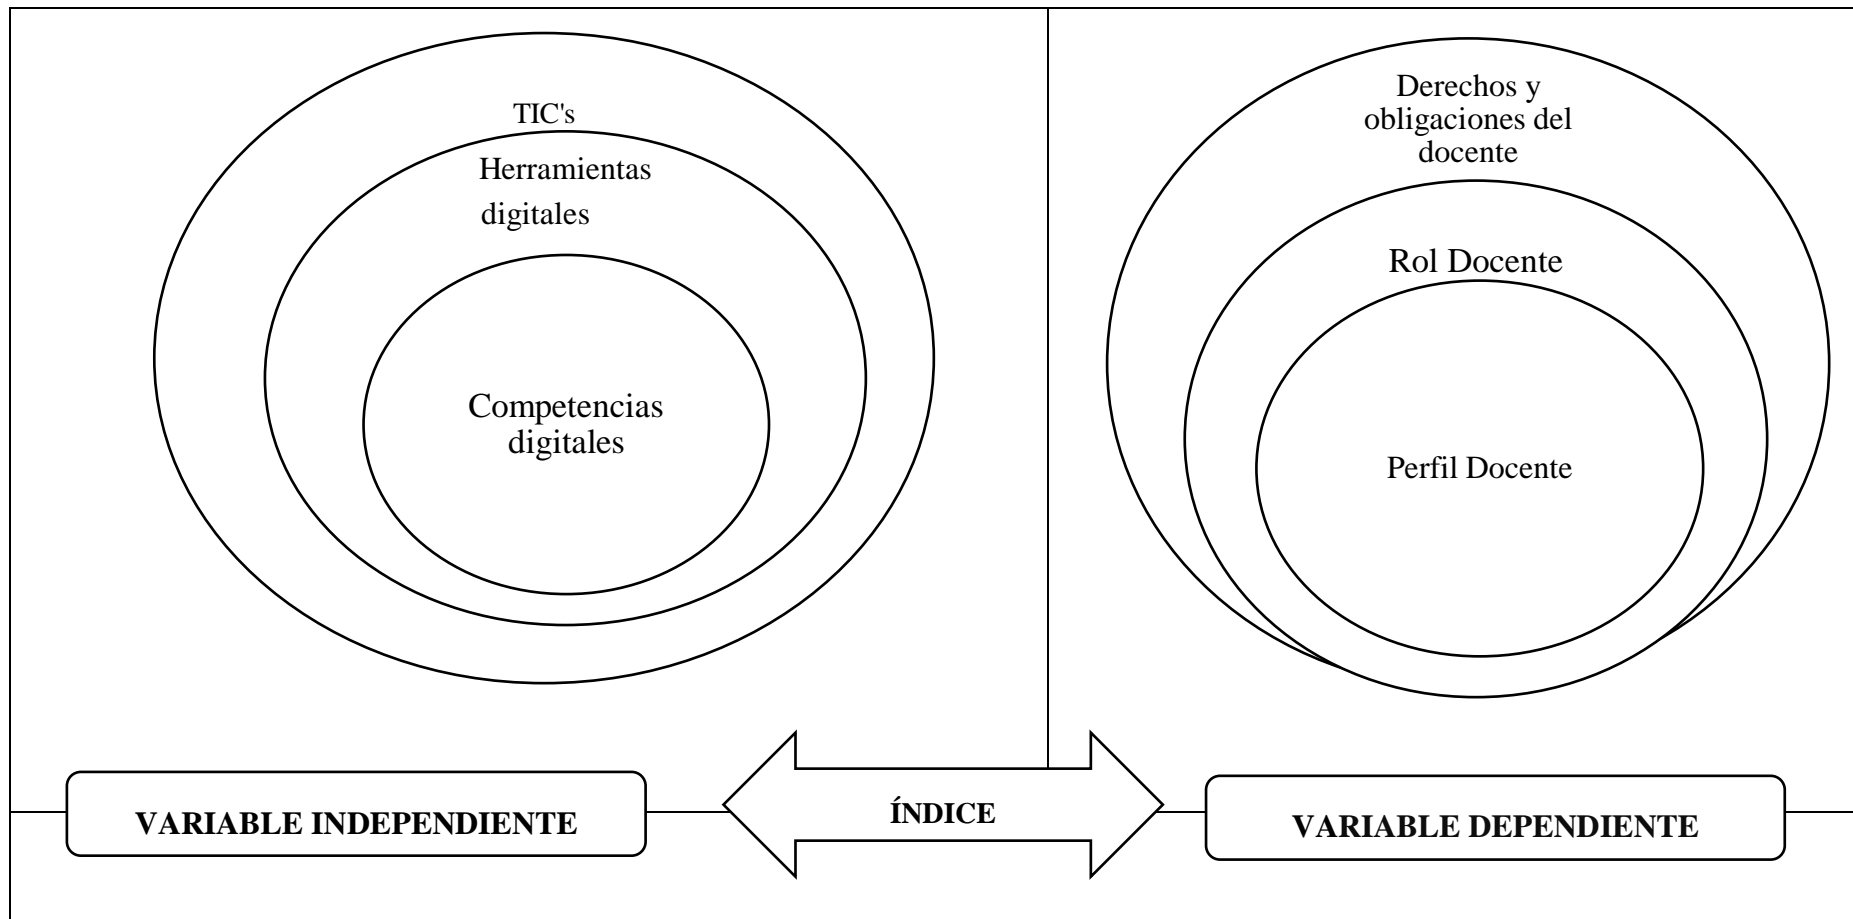 TIC's
Herramientas
digitales
Competencias
digitales
Derechos y
obligaciones del
docente
Rol Docente
Perfil Docente
VARIABLE INDEPENDIENTE
ÍNDICE
VARIABLE DEPENDIENTE